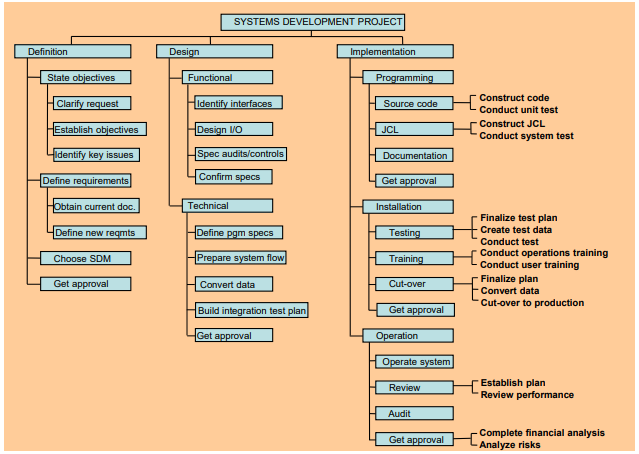 SYSTEMS DEVELOPMENT PROJECT
Definition
State objectives
Clarify request
Establish objectives
Identify key issues
Define requirements
Obtain current doc.
Define new reqmts
Choose SDM
Get approval
Design
Functional
Identify interfaces
Design I/O
Spec audits/controls
Confirm specs
Technical
Define pgm specs
Prepare system flow
Convert data
Build integration test plan
Get approval
Implementation
Programming
Source code
Construct code
Conduct unit test
JCL
Construct JCL
Conduct system test
Documentation
Get approval
Installation
Testing
Finalize test plan
Create test data
Conduct test
Training
Conduct operations training
Conduct user training
Cut-over
Finalize plan
Convert data
Cut-over to production
Get approval
Operation
Operate system
Review
Establish plan
Review performance
Audit
Get approval
Complete financial analysis
Analyze risks